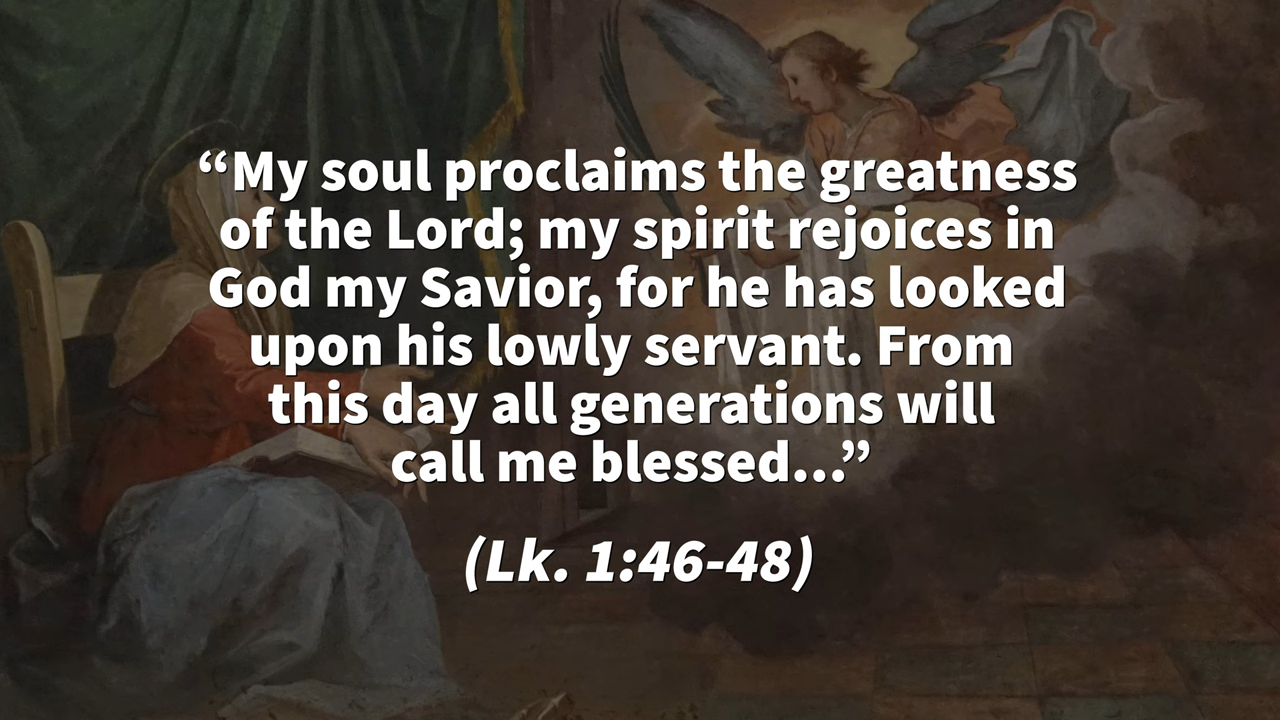 “My soul proclaims the greatness
of the Lord; my spirit rejoices in
God my Savior, for he has looked
upon his lowly servant. From
this day all generations will
call me blessed...”
(Lk. 1:46-48)